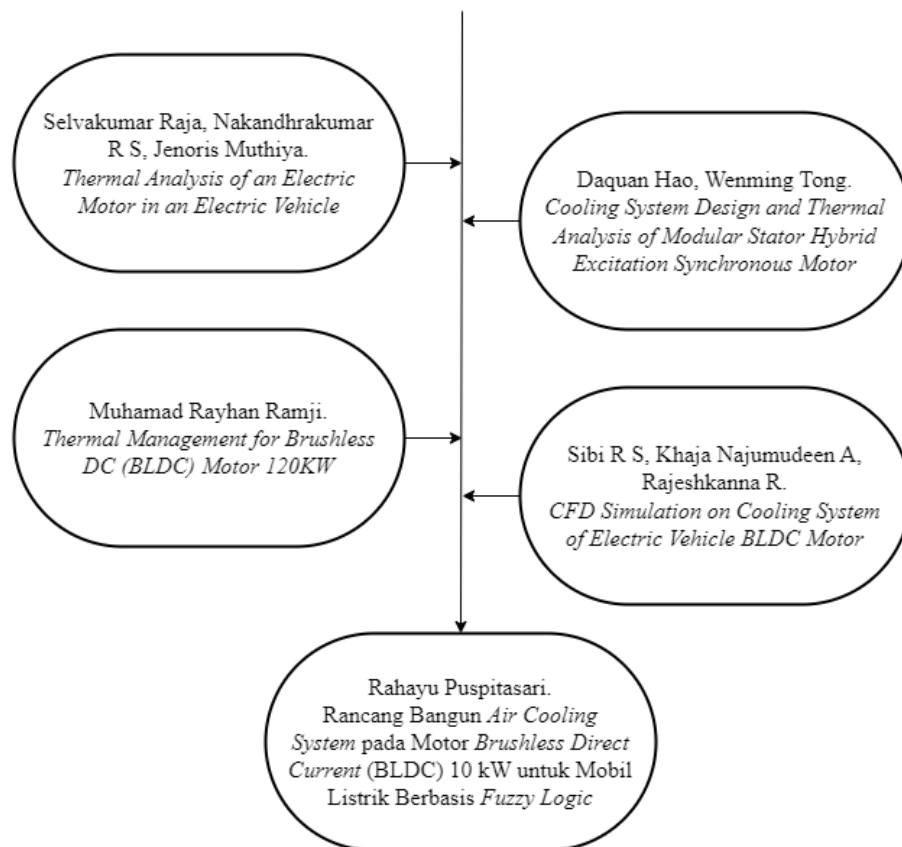 Selvakumar Raja, Nakandhrakumar
R S, Jenoris Muthiya.
Thermal Analysis of an Electric
Motor in an Electric Vehicle
Daquan Hao, Wenming Tong.
Cooling System Design and Thermal
Analysis of Modular Stator Hybrid
Excitation Synchronous Motor
Muhamad Rayhan Ramji.
Thermal Management for Brushless
DC (BLDC) Motor 120KW
Sibi R S, Khaja Najumudeen A,
Rajeshkanna R.
CFD Simulation on Cooling System
of Electric Vehicle BLDC Motor
Rahayu Puspitasari.
Rancang Bangun Air Cooling
System pada Motor Brushless Direct
Current (BLDC) 10 kW untuk Mobil
Listrik Berbasis Fuzzy Logic